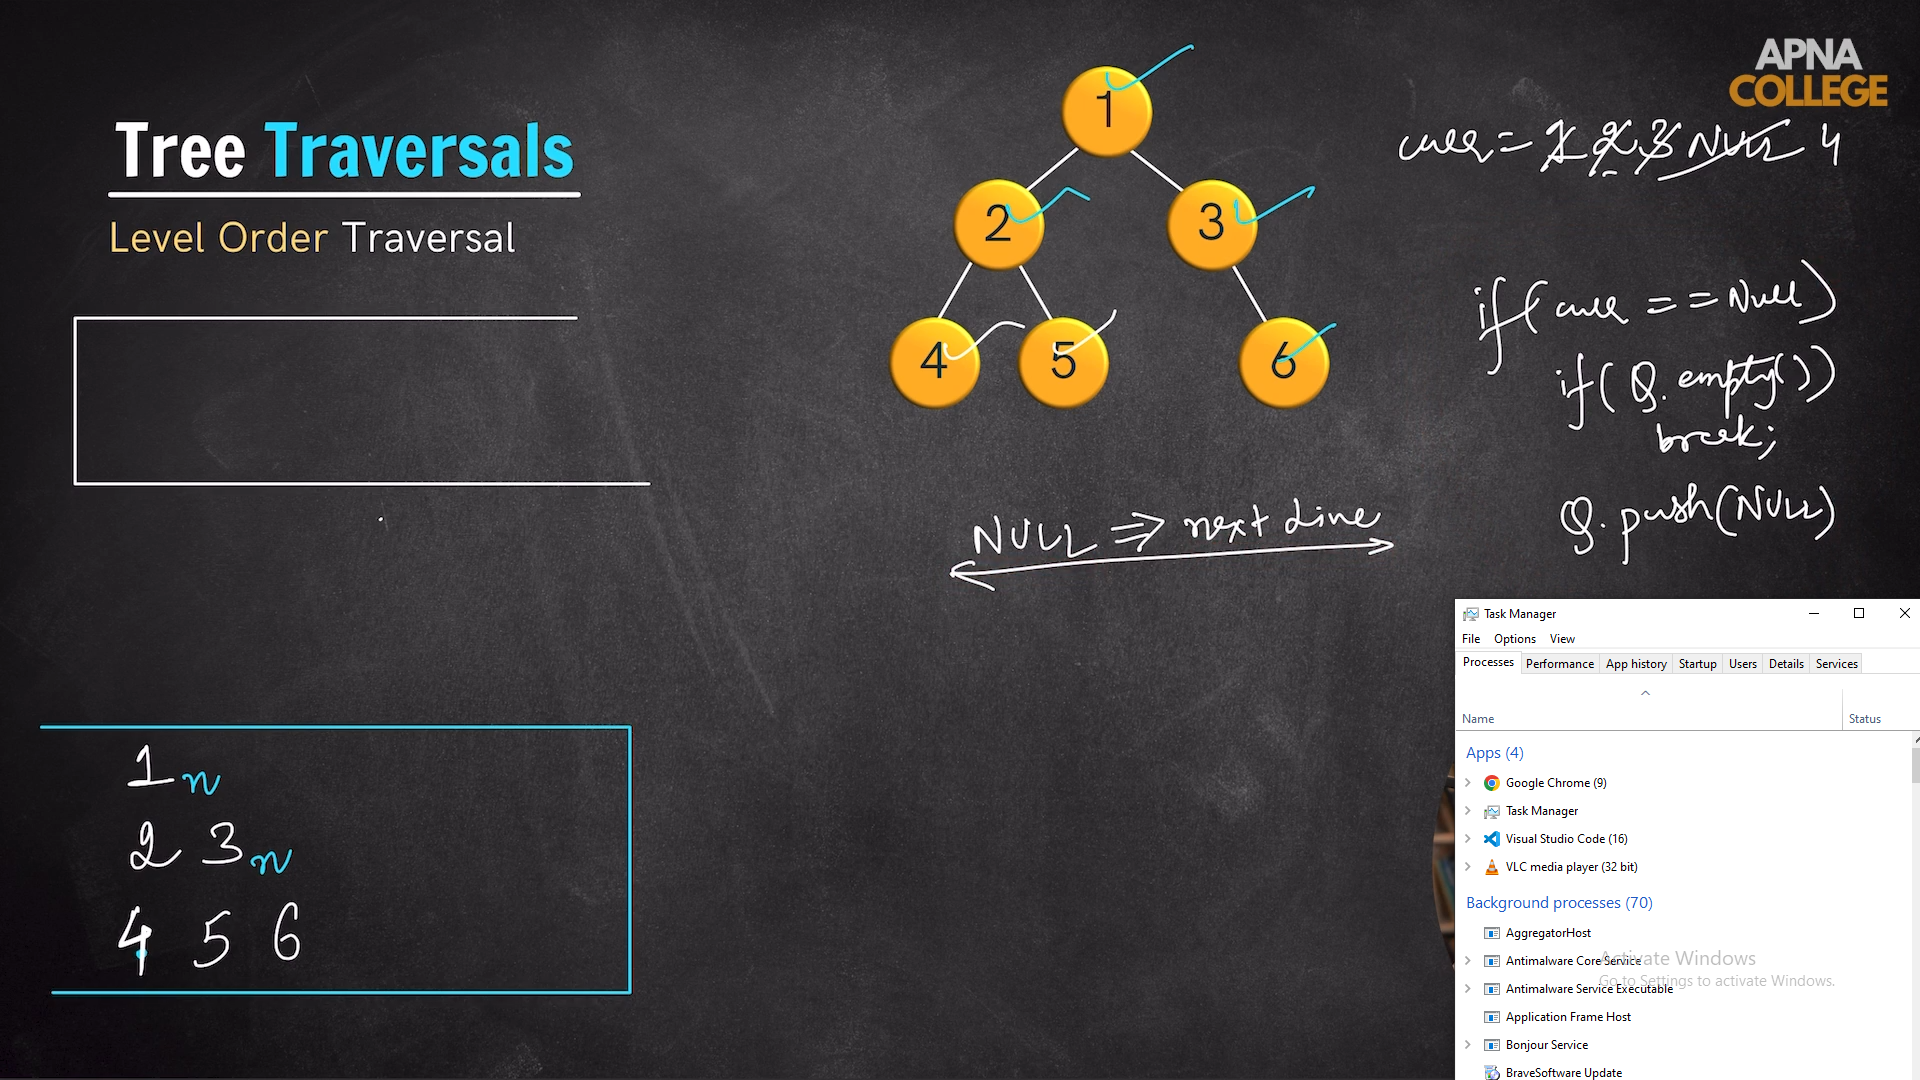 APNA
COLLEGE
Tree Traversals
Level Order Traversal
1
2
3
4
5
6
curr = 1 2 3 NULL 4
if( curr == Null)
if( Q. empty())
break;
Q. push(NULL)
NULL => next Line
1n
2 3n
4 5 6
Task Manager
File Options View
Processes Performance App history Startup Users Details Services
Name Status
Apps (4)
Google Chrome (9)
Task Manager
Visual Studio Code (16)
VLC media player (32 bit)
Background processes (70)
AggregatorHost
Antimalware Core Service
Antimalware Service Executable
Application Frame Host
Bonjour Service
BraveSoftware Update
Activate Windows
Go to Settings to activate Windows.